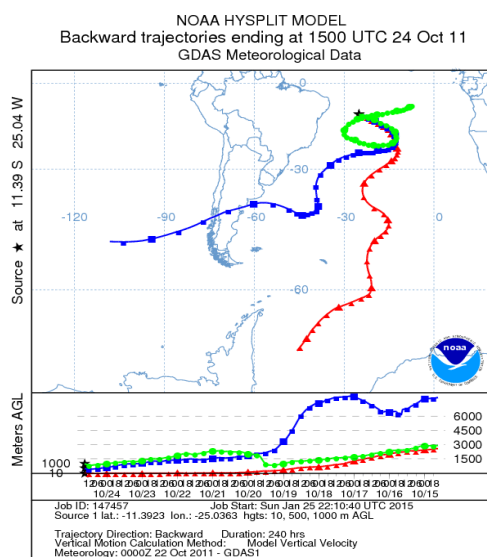 NOAA HYSPLIT MODEL
Backward trajectories ending at 1500 UTC 24 Oct 11
GDAS Meteorological Data
Source ★ at 11.39 S 25.04 W
0
-30
-60
-120 -90 -60 -30 0
noaa
Meters AGL
6000
4500
3000
1500
1000
10
10/24 10/23 10/22 10/21 10/20 10/19 10/18 10/17 10/16 10/15
Job ID: 147457 Job Start: Sun Jan 25 22:10:40 UTC 2015
Source 1 lat.: -11.3923 lon.: -25.0363 hgts: 10, 500, 1000 m AGL
Trajectory Direction: Backward Duration: 240 hrs
Vertical Motion Calculation Method: Model Vertical Velocity
Meteorology: 0000Z 22 Oct 2011 - GDAS1